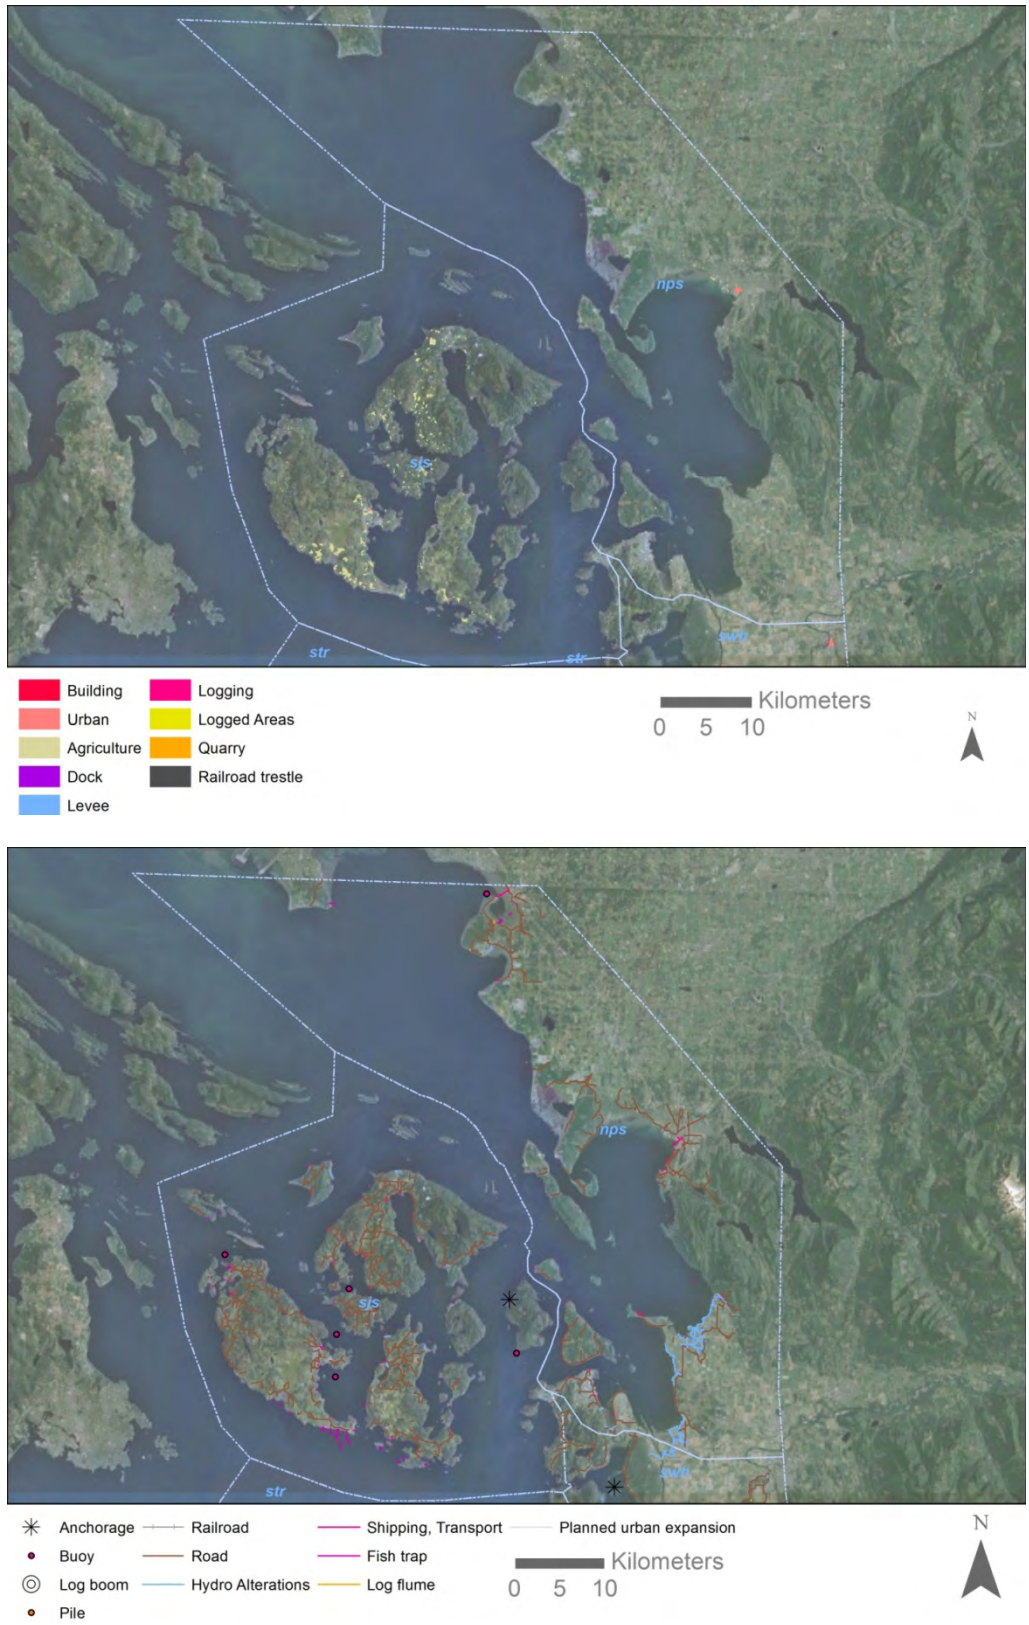 nps
sjs
swh
str
str
Building
Logging
Urban
Logged Areas
Agriculture
Quarry
Dock
Railroad trestle
Levee
Kilometers
0 5 10
N
nps
sjs
swh
str
Anchorage
Railroad
Shipping, Transport
Planned urban expansion
Buoy
Road
Fish trap
Log boom
Hydro Alterations
Log flume
Pile
Kilometers
0 5 10
N